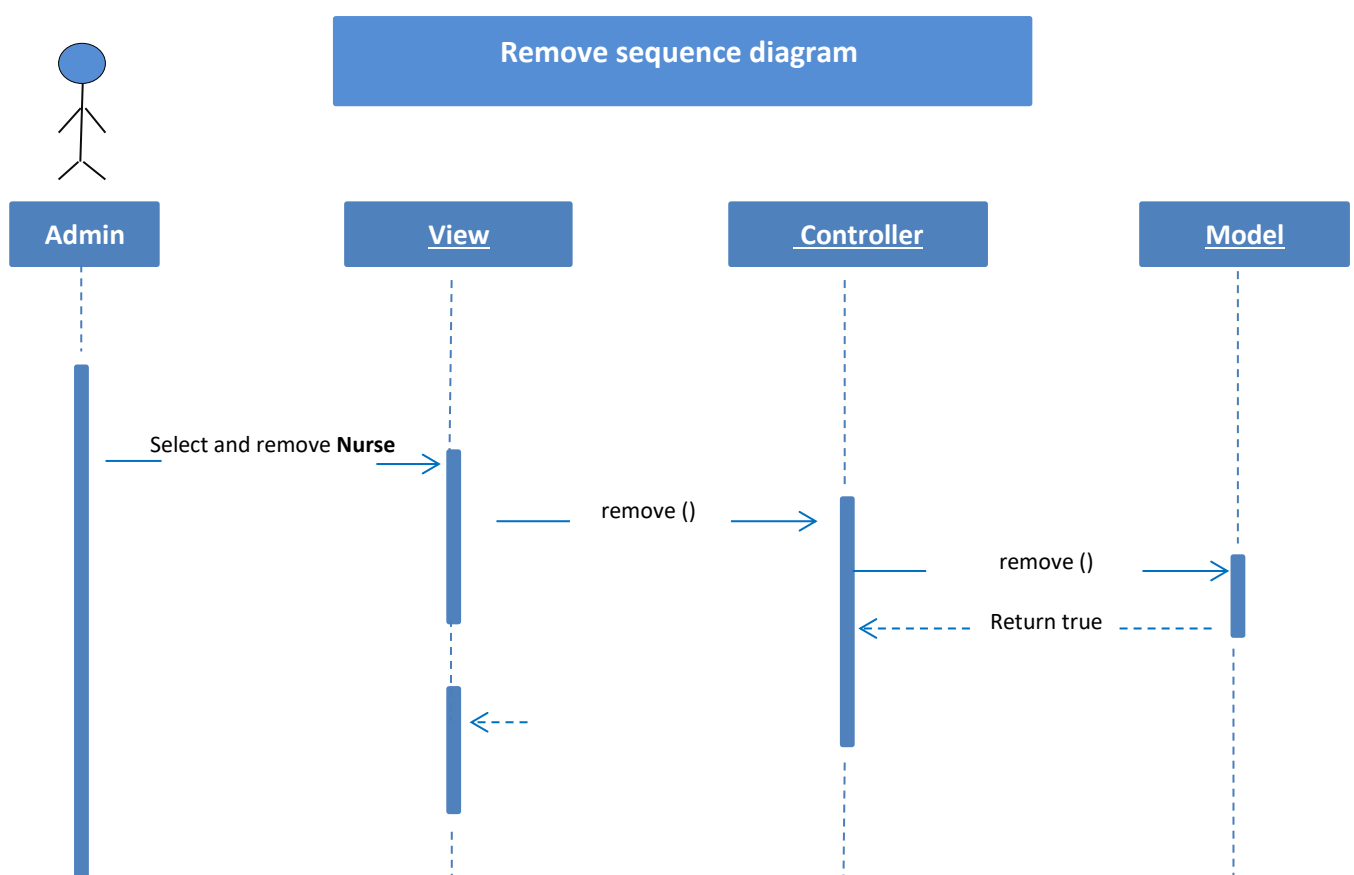 Remove sequence diagram
Admin
View
Controller
Model
Select and remove Nurse
remove ()
remove ()
Return true